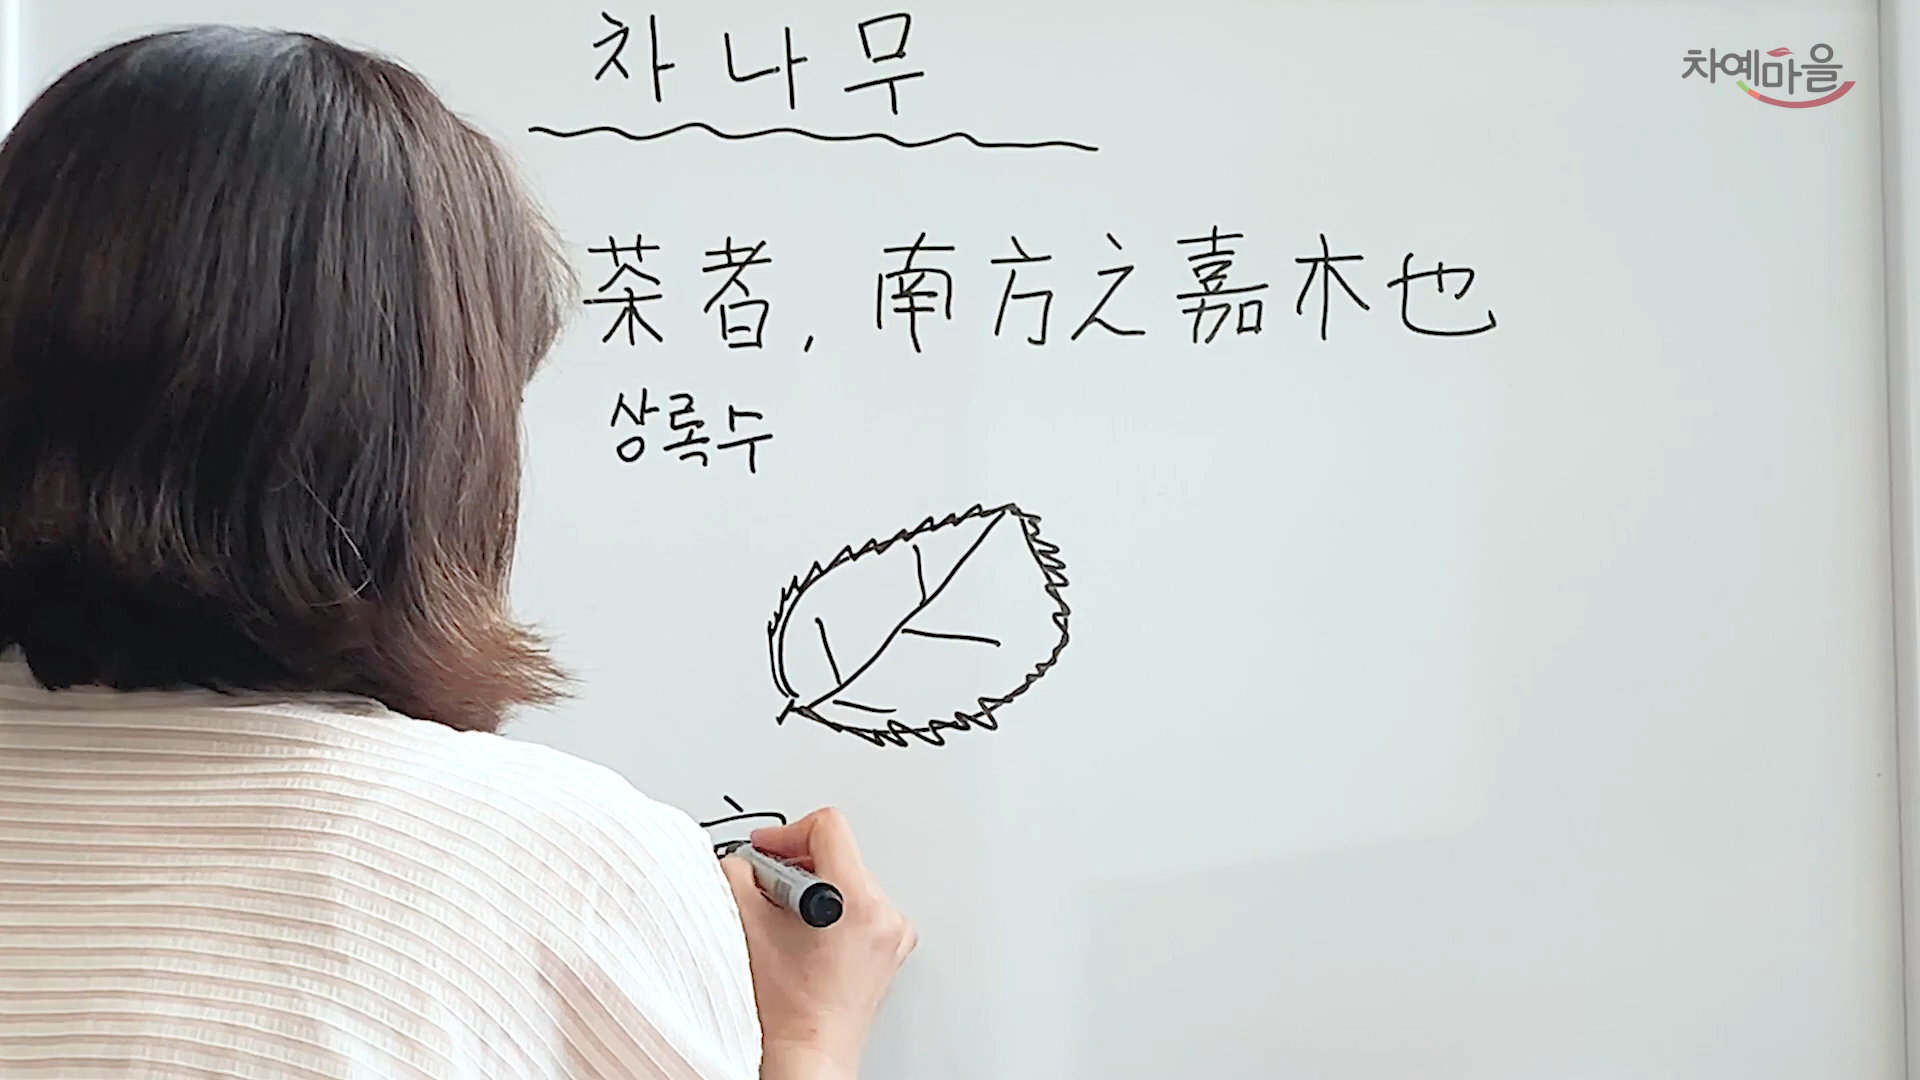 차나무
차예마을
茶者, 南方之嘉木也
상록수